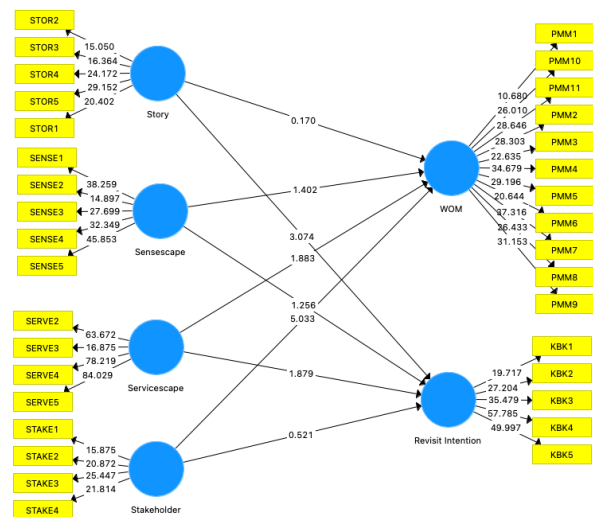 STOR2
STOR3
STOR4
STOR5
STOR1
15.050
16.364
24.172
29.152
20.402
Story
SENSE1
SENSE2
SENSE3
SENSE4
SENSE5
38.259
14.897
27.699
32.349
45.853
Sensescape
SERVE2
SERVE3
SERVE4
SERVE5
63.672
16.875
78.219
84.029
Servicescape
STAKE1
STAKE2
STAKE3
STAKE4
15.875
20.872
25.447
21.814
Stakeholder
0.170
1.402
3.074
1.883
1.256
5.033
1.879
0.521
WOM
10.680
26.010
28.646
28.303
22.635
34.679
29.196
20.644
37.316
26.433
31.153
PMM1
PMM10
PMM11
PMM2
PMM3
PMM4
PMM5
PMM6
PMM7
PMM8
PMM9
Revisit Intention
19.717
27.204
35.479
57.785
49.997
KBK1
KBK2
KBK3
KBK4
KBK5